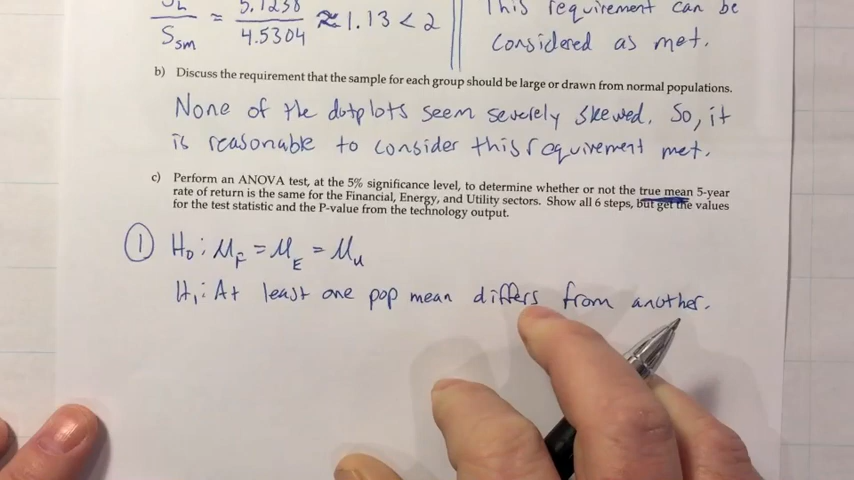 S_L / S_sm = 5.1238 / 4.5304 ≈ 1.13 < 2
This requirement can be
considered as met.
b) Discuss the requirement that the sample for each group should be large or drawn from normal populations.
None of the dotplots seem severely skewed. So, it
is reasonable to consider this requirement met.
c) Perform an ANOVA test, at the 5% significance level, to determine whether or not the true mean 5-year
rate of return is the same for the Financial, Energy, and Utility sectors. Show all 6 steps, but get the values
for the test statistic and the P-value from the technology output.
① H₀: μ_F = μ_E = μ_U
H₁: At least one pop mean differs from another.